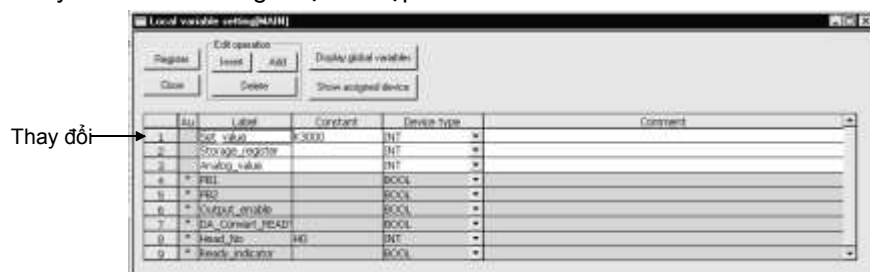 Local variable setting[MAIN]
Edit operation
Register Insert Add Display global variables
Close Delete Show assigned device
Au Label Constant Device type Comment
1 Set_value K3000 INT
2 Storage_register INT
3 Analog_value INT
4 * PB1 BOOL
5 * PB2 BOOL
6 * Output_enable BOOL
7 * DA_Convert_READY BOOL
8 * Head_No H0 INT
9 * Ready_indicator BOOL
Thay đổi